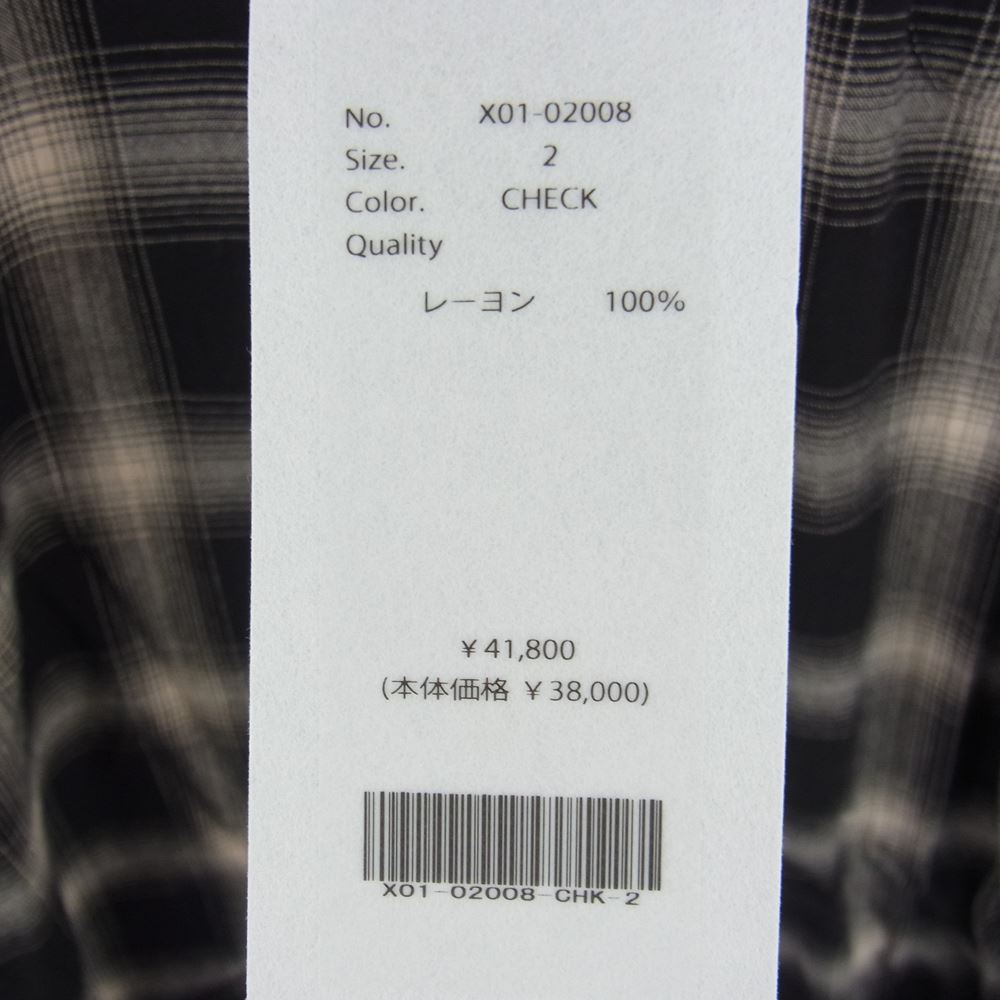 No. X01-02008
Size. 2
Color. CHECK
Quality
レーヨン 100%
￥41,800
(本体価格 ￥38,000)
X01-02008-CHK-2